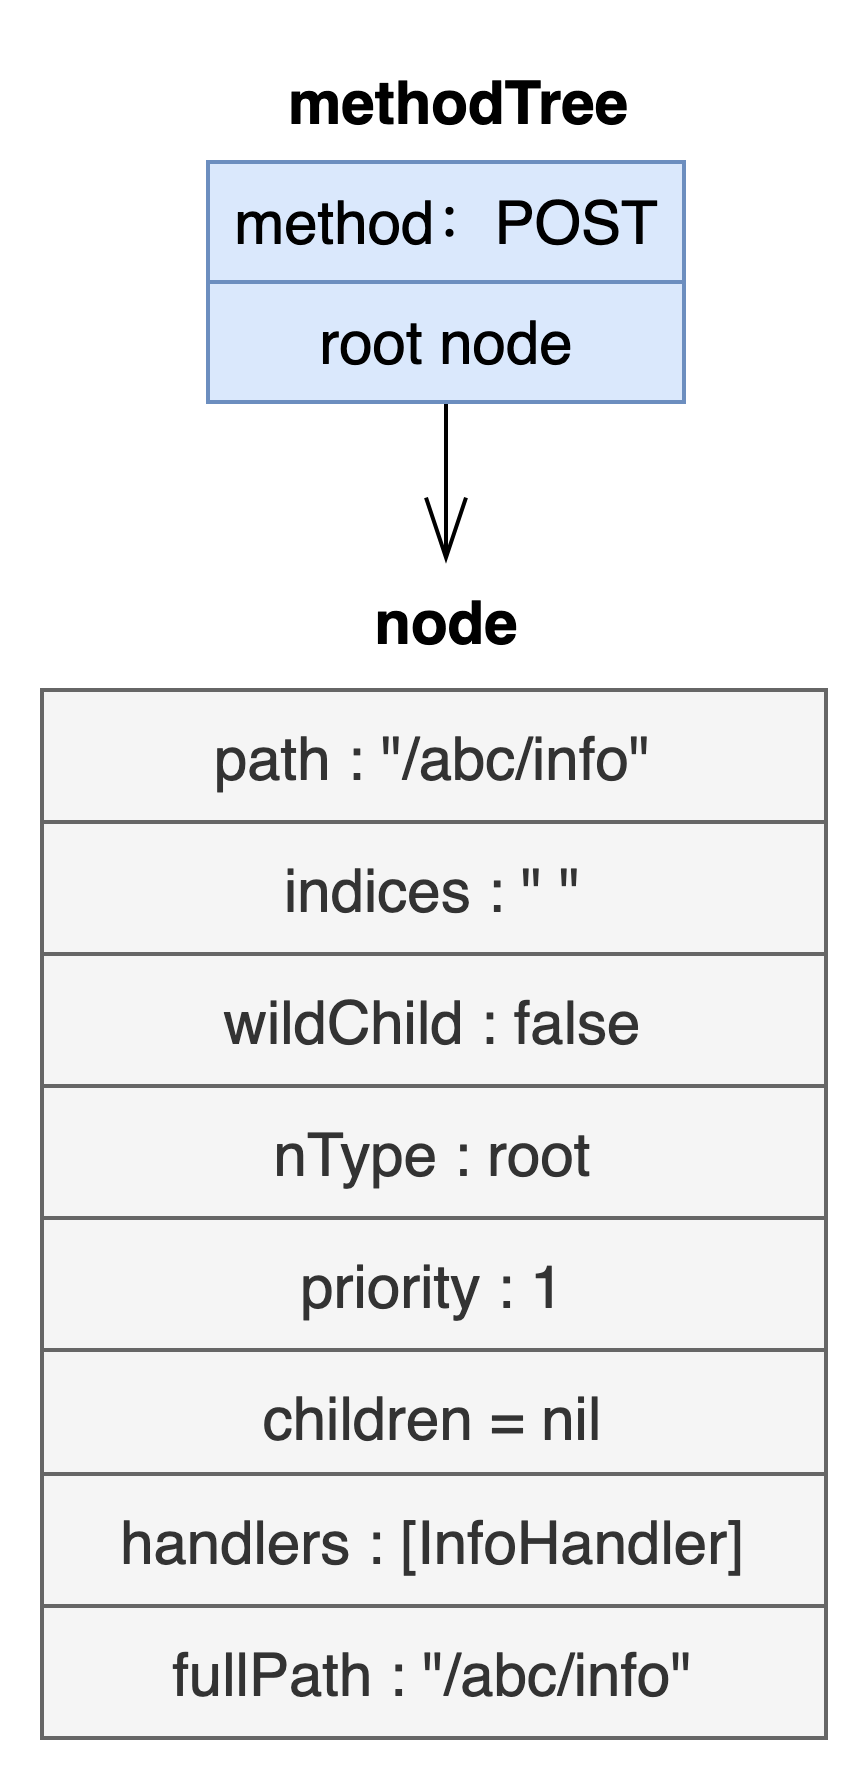 methodTree
method：POST
root node
node
path : "/abc/info"
indices : " "
wildChild : false
nType : root
priority : 1
children = nil
handlers : [InfoHandler]
fullPath : "/abc/info"